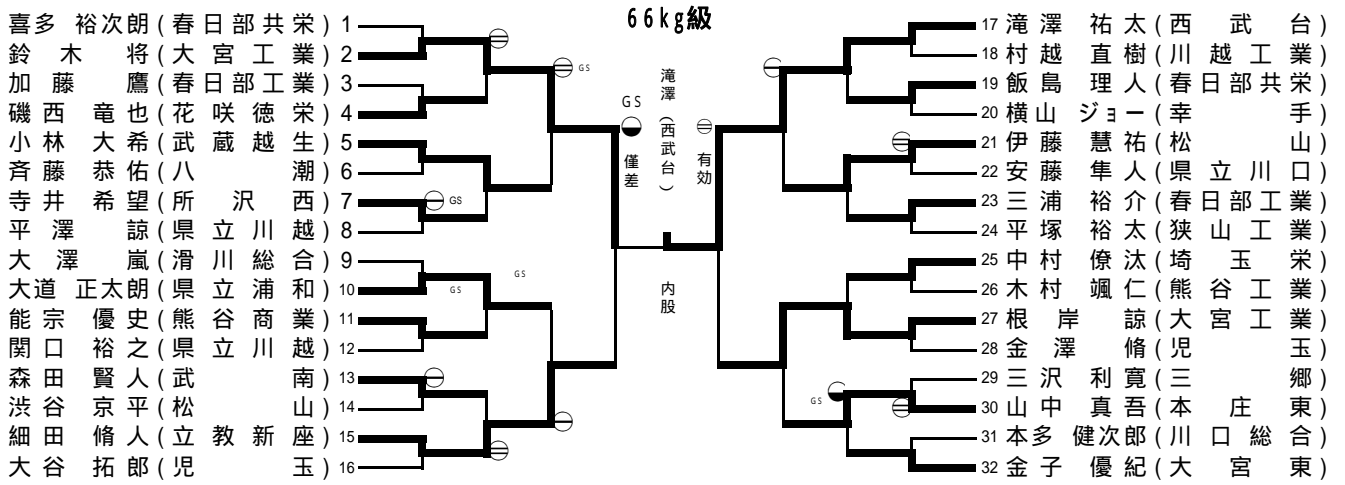 66kg級
喜多 裕次朗(春日部共栄) 1
鈴木 将(大宮工業) 2
加藤 鷹(春日部工業) 3
磯西 竜也(花咲徳栄) 4
小林 大希(武蔵越生) 5
斉藤 恭佑(八潮) 6
寺井 希望(所沢西) 7
平澤 諒(県立川越) 8
大澤 嵐(滑川総合) 9
大道 正太朗(県立浦和) 10
能宗 優史(熊谷商業) 11
関口 裕之(県立川越) 12
森田 賢人(武南) 13
渋谷 京平(松山) 14
細田 脩人(立教新座) 15
大谷 拓郎(児玉) 16
GS
GS
GS
GS
GS
僅差
滝澤(西武台)
有効
内股
GS
17 滝澤 祐太(西武台)
18 村越 直樹(川越工業)
19 飯島 理人(春日部共栄)
20 横山 ジョー(幸手)
21 伊藤 慧祐(松山)
22 安藤 隼人(県立川口)
23 三浦 裕介(春日部工業)
24 平塚 裕太(狭山工業)
25 中村 僚汰(埼玉栄)
26 木村 颯仁(熊谷工業)
27 根岸 諒(大宮工業)
28 金澤 脩(児玉)
29 三沢 利寛(三郷)
30 山中 真吾(本庄東)
31 本多 健次郎(川口総合)
32 金子 優紀(大宮東)